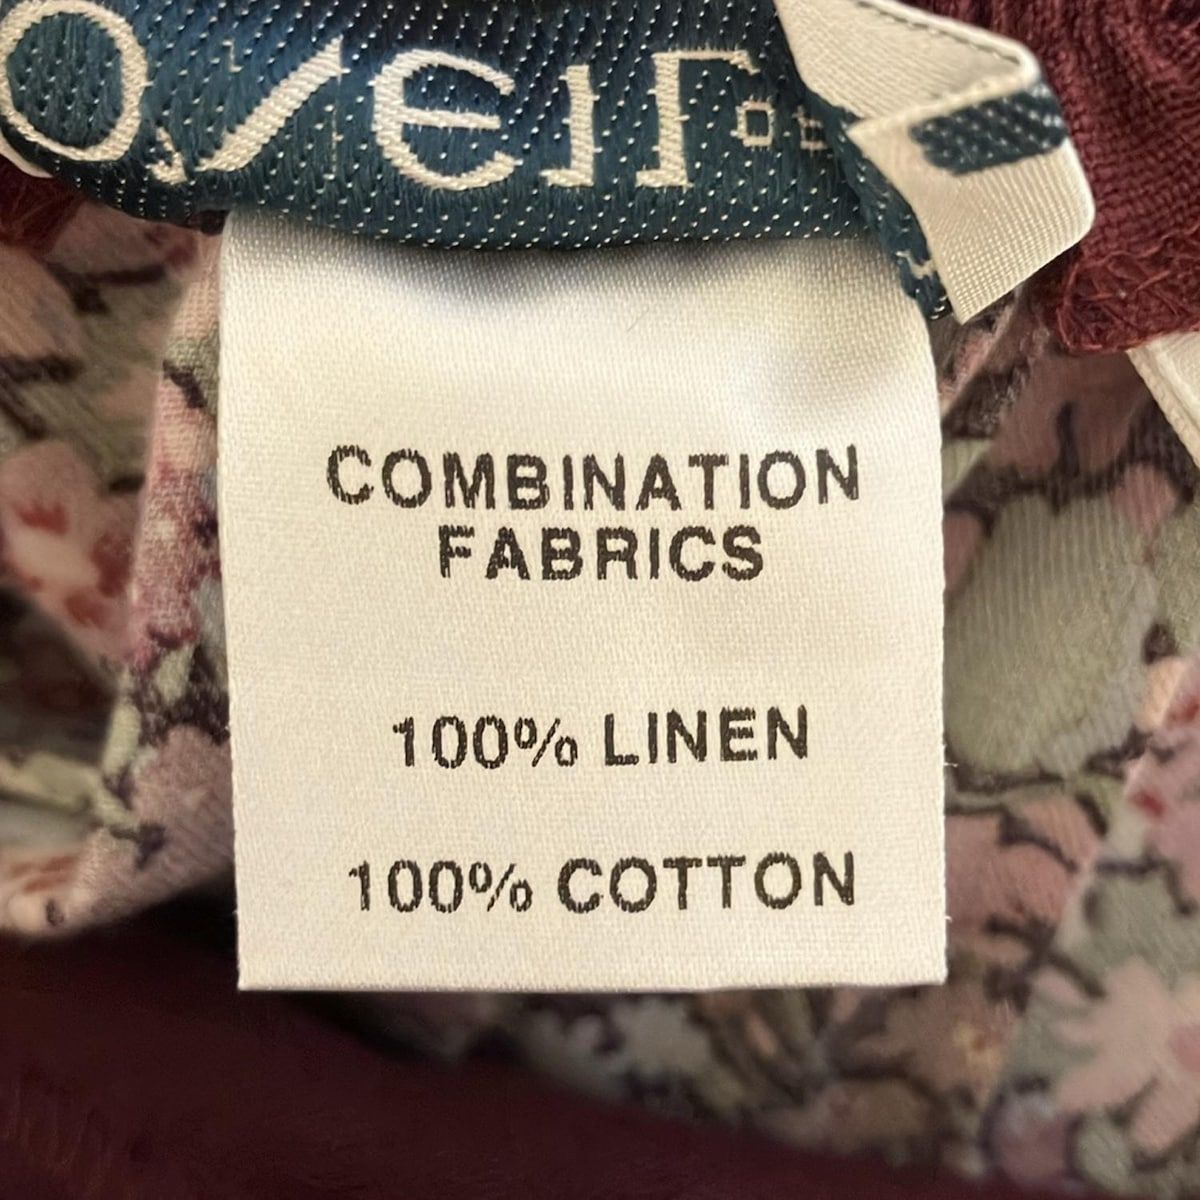 COMBINATION
FABRICS
100% LINEN
100% COTTON